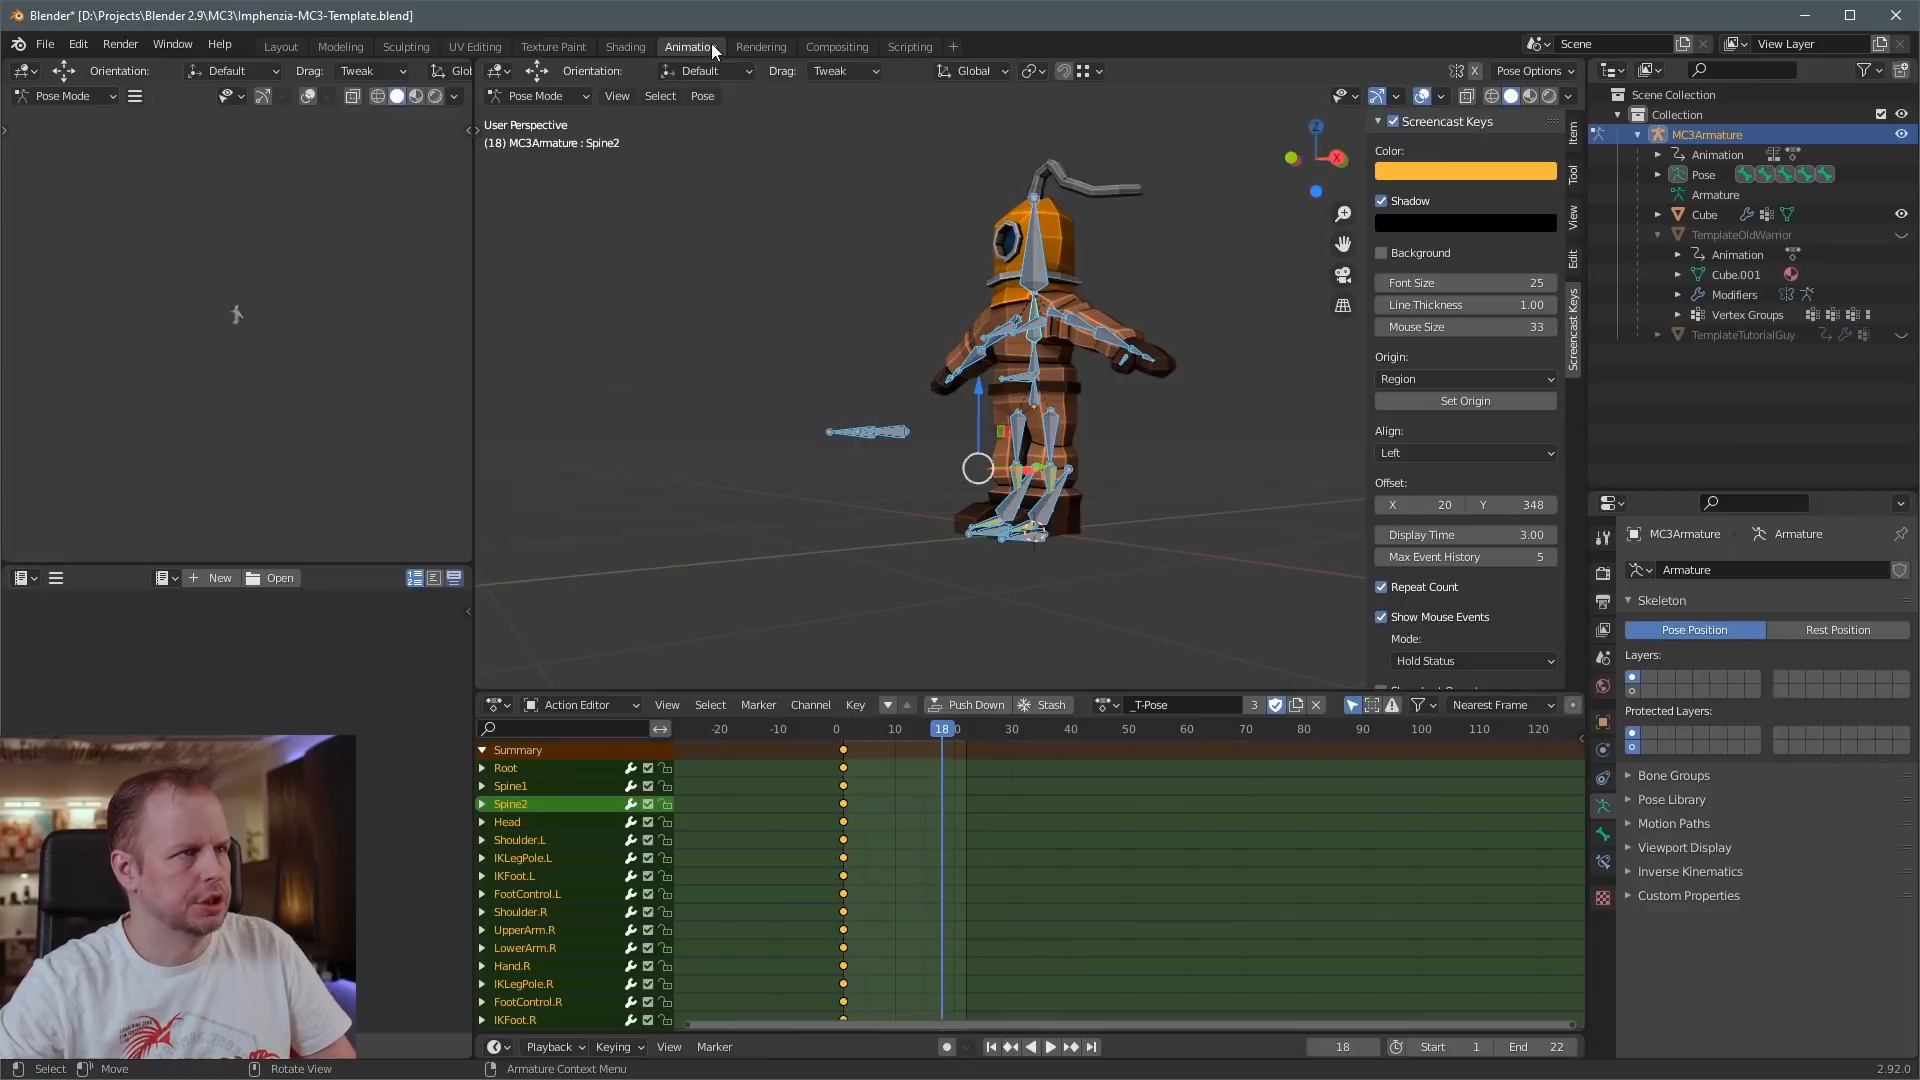 Blender* [D:\Projects\Blender 2.9\MC3\Imphenzia-MC3-Template.blend]
File Edit Render Window Help Layout Modeling Sculpting UV Editing Texture Paint Shading Animation Rendering Compositing Scripting Scene View Layer
Orientation: Default Drag: Tweak Orientation: Default Drag: Tweak Global X Pose Options
Pose Mode Pose Mode View Select Pose
User Perspective
(18) MC3Armature : Spine2
Z
X
Screencast Keys
Color:
Shadow
Background
Font Size 25
Line Thickness 1.00
Mouse Size 33
Origin:
Region
Set Origin
Align:
Left
Offset:
X 20 Y 348
Display Time 3.00
Max Event History 5
Repeat Count
Show Mouse Events
Mode:
Hold Status
Item
Tool
View
Edit
Screencast Keys
Scene Collection
Collection
MC3Armature
Animation
Pose
Armature
Cube
TemplateOldWarrior
Animation
Cube.001
Modifiers
Vertex Groups
TemplateTutorialGuy
MC3Armature Armature
Armature
Skeleton
Pose Position Rest Position
Layers:
Protected Layers:
Bone Groups
Pose Library
Motion Paths
Viewport Display
Inverse Kinematics
Custom Properties
New Open
Action Editor View Select Marker Channel Key Push Down Stash _T-Pose 3 Nearest Frame
-20 -10 0 10 18 30 40 50 60 70 80 90 100 110 120
Summary
Root
Spine1
Spine2
Head
Shoulder.L
IKLegPole.L
IKFoot.L
FootControl.L
Shoulder.R
UpperArm.R
LowerArm.R
Hand.R
IKLegPole.R
FootControl.R
IKFoot.R
Playback Keying View Marker 18 Start 1 End 22
Select Move Rotate View Armature Context Menu 2.92.0